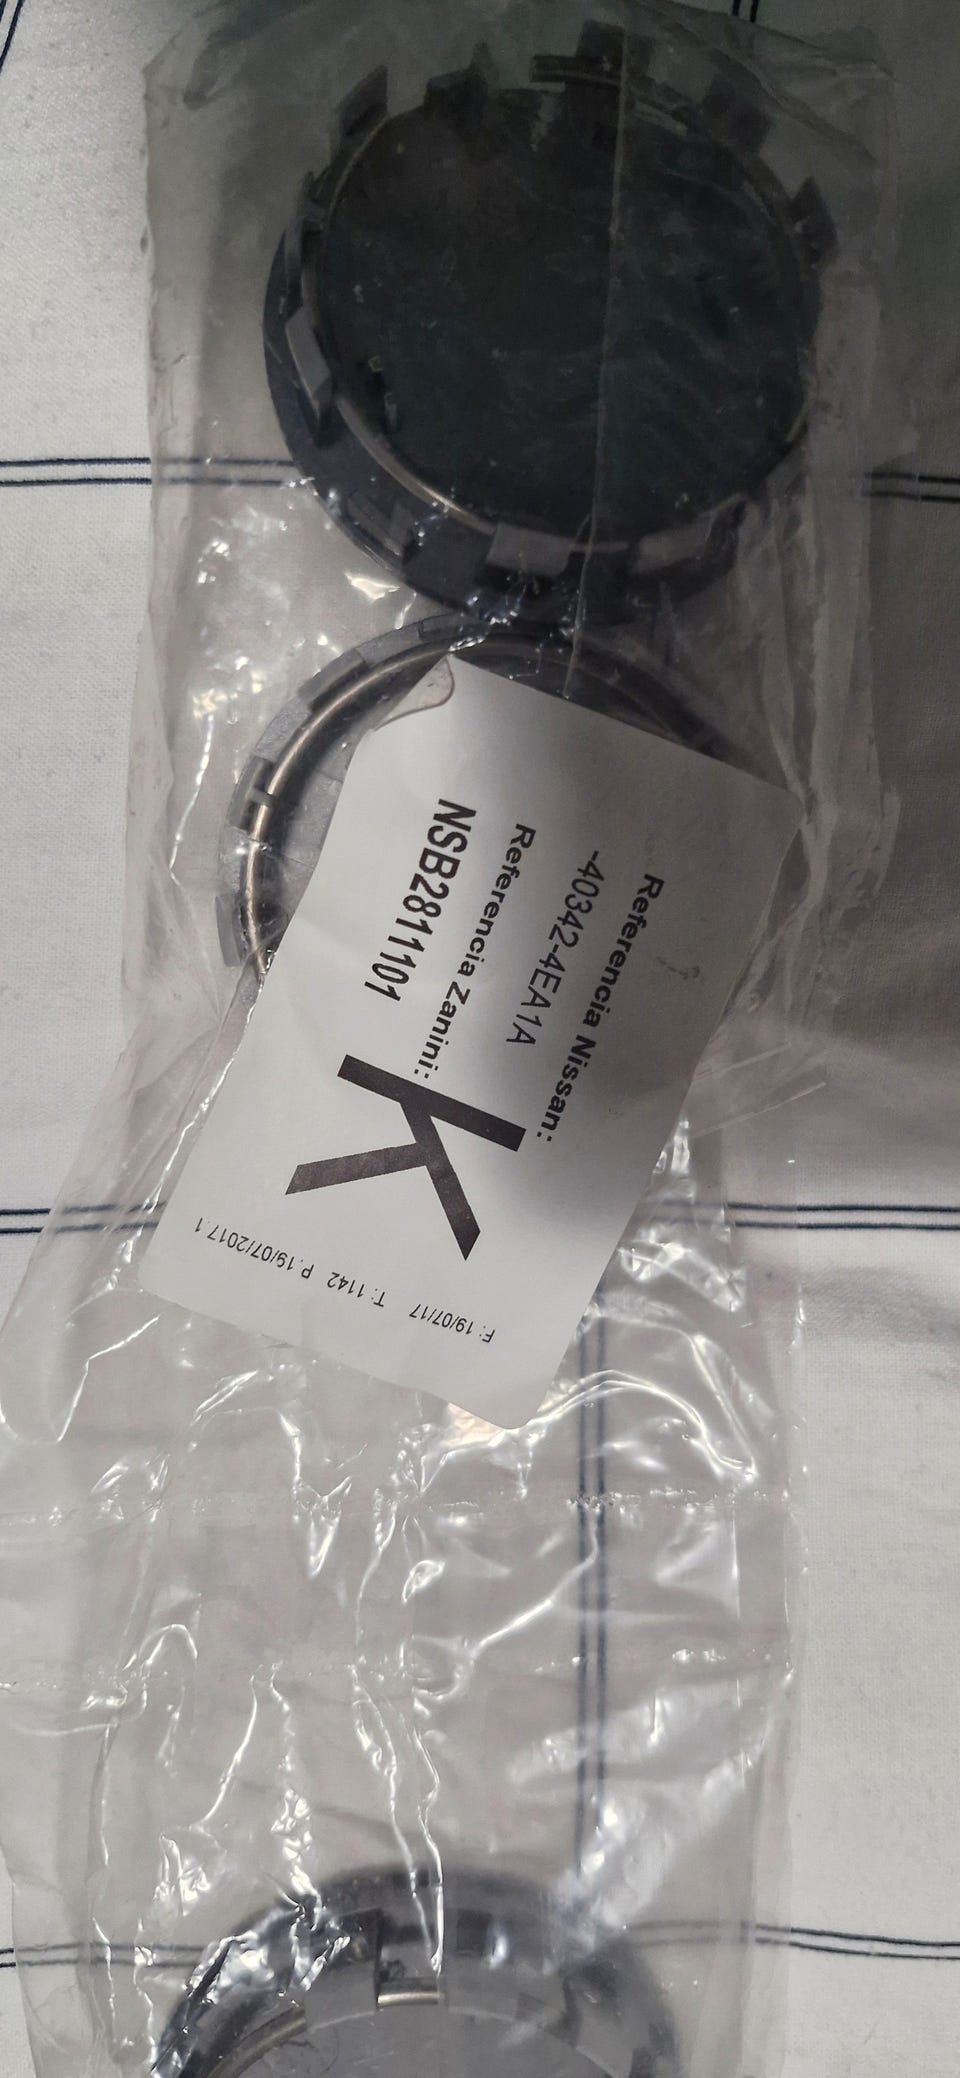 Referencia Nissan:
-40342-4EA1A
Referencia Zanini:
NSB2811101
K
F: 19/07/17
T: 1142 P.19/07/2017 1